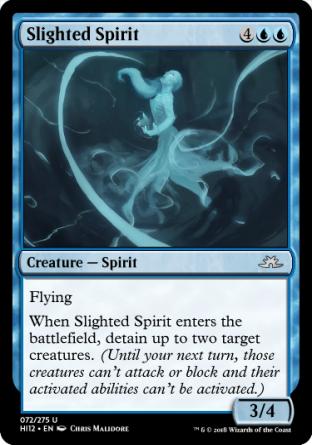 Slighted Spirit 4
Creature — Spirit
Flying
When Slighted Spirit enters the
battlefield, detain up to two target
creatures. (Until your next turn, those
creatures can't attack or block and their
activated abilities can't be activated.)
3/4
072/275 U
HI12 • EN Chris Malidore
™ & © 2018 Wizards of the Coast